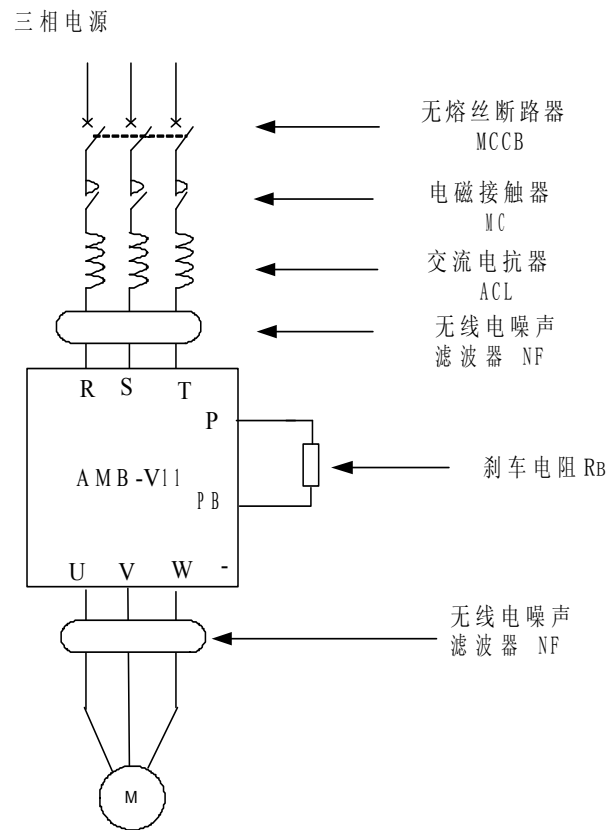 三相电源
无熔丝断路器
MCCB
电磁接触器
MC
交流电抗器
ACL
无线电噪声
滤波器 NF
R S T
P
AMB-V11
PB
刹车电阻 RB
U V W -
无线电噪声
滤波器 NF
M